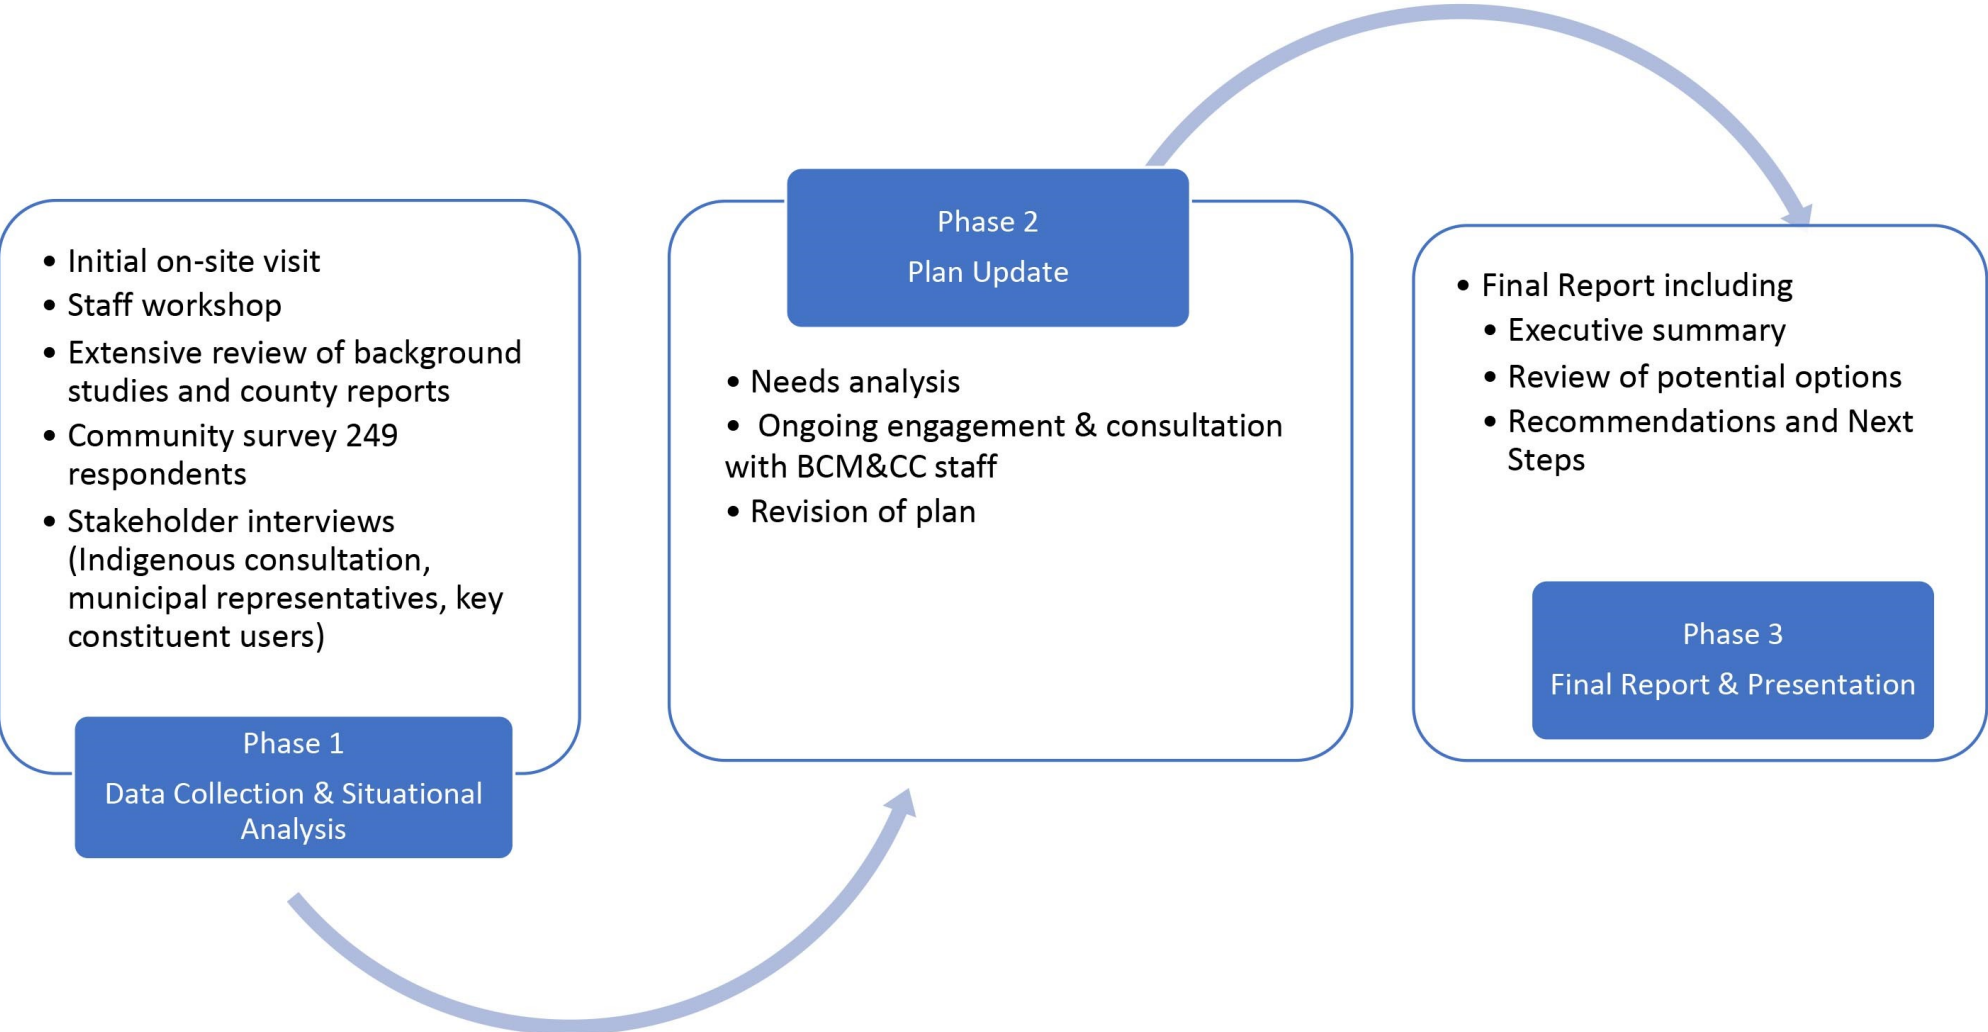 • Initial on-site visit
• Staff workshop
• Extensive review of background
studies and county reports
• Community survey 249
respondents
• Stakeholder interviews
(Indigenous consultation,
municipal representatives, key
constituent users)
Phase 1
Data Collection & Situational
Analysis
Phase 2
Plan Update
• Needs analysis
• Ongoing engagement & consultation
with BCM&CC staff
• Revision of plan
• Final Report including
• Executive summary
• Review of potential options
• Recommendations and Next
Steps
Phase 3
Final Report & Presentation